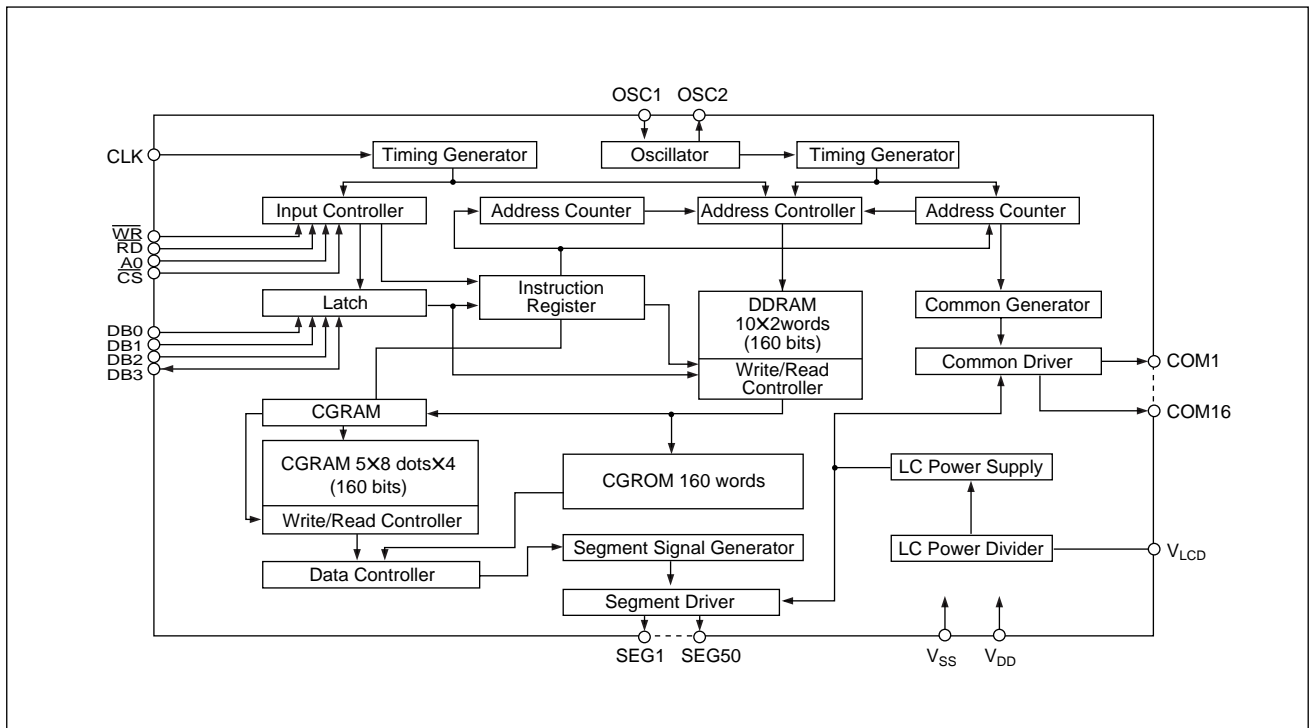 OSC1 OSC2
CLK
Timing Generator
Oscillator
Timing Generator
Input Controller
Address Counter
Address Controller
Address Counter
W̅R̅
R̅D̅
A0
C̅S̅
Instruction
Register
Latch
DDRAM
10✕2words
(160 bits)
Write/Read
Controller
Common Generator
DB0
DB1
DB2
DB3
Common Driver
COM1
COM16
CGRAM
CGRAM 5✕8 dots✕4
(160 bits)
Write/Read Controller
CGROM 160 words
LC Power Supply
LC Power Divider
VLCD
Data Controller
Segment Signal Generator
Segment Driver
SEG1 SEG50
VSS VDD